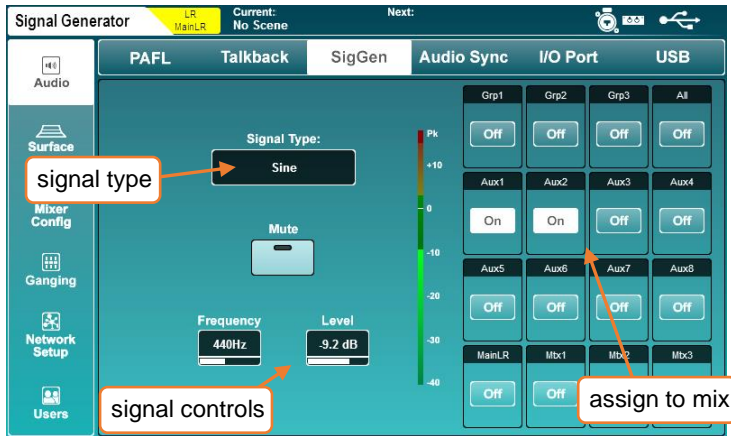 Signal Generator
LR
MainLR
Current:
No Scene
Next:
PAFL Talkback SigGen Audio Sync I/O Port USB
Audio
Surface
Mixer
Config
Ganging
Network
Setup
Users
signal type
Signal Type:
Sine
Mute
Frequency Level
440Hz -9.2 dB
signal controls
Pk
+10
0
-10
-20
-30
-40
Grp1 Grp2 Grp3 All
Off Off Off Off
Aux1 Aux2 Aux3 Aux4
On On Off Off
Aux5 Aux6 Aux7 Aux8
Off Off Off Off
MainLR Mtx1 Mtx2 Mtx3
Off Off
assign to mix